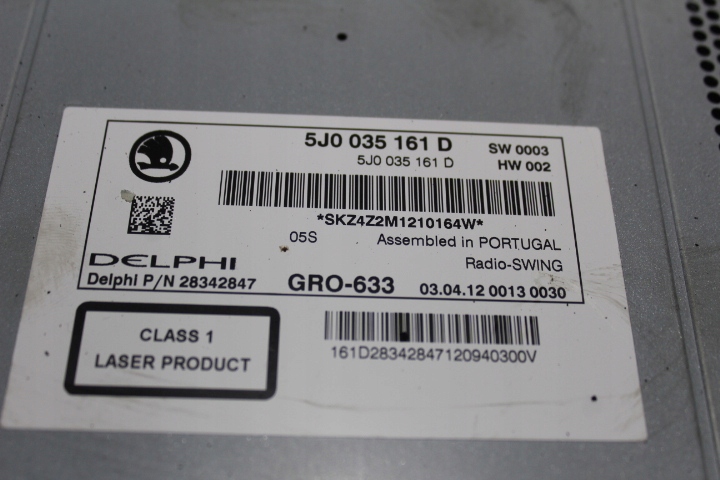 5J0 035 161 D
SW 0003
5J0 035 161 D
HW 002
*SKZ4Z2M1210164W*
05S Assembled in PORTUGAL
DELPHI
Radio-SWING
Delphi P/N 28342847
GRO-633
03.04.12 0013 0030
CLASS 1
LASER PRODUCT
161D28342847120940300V